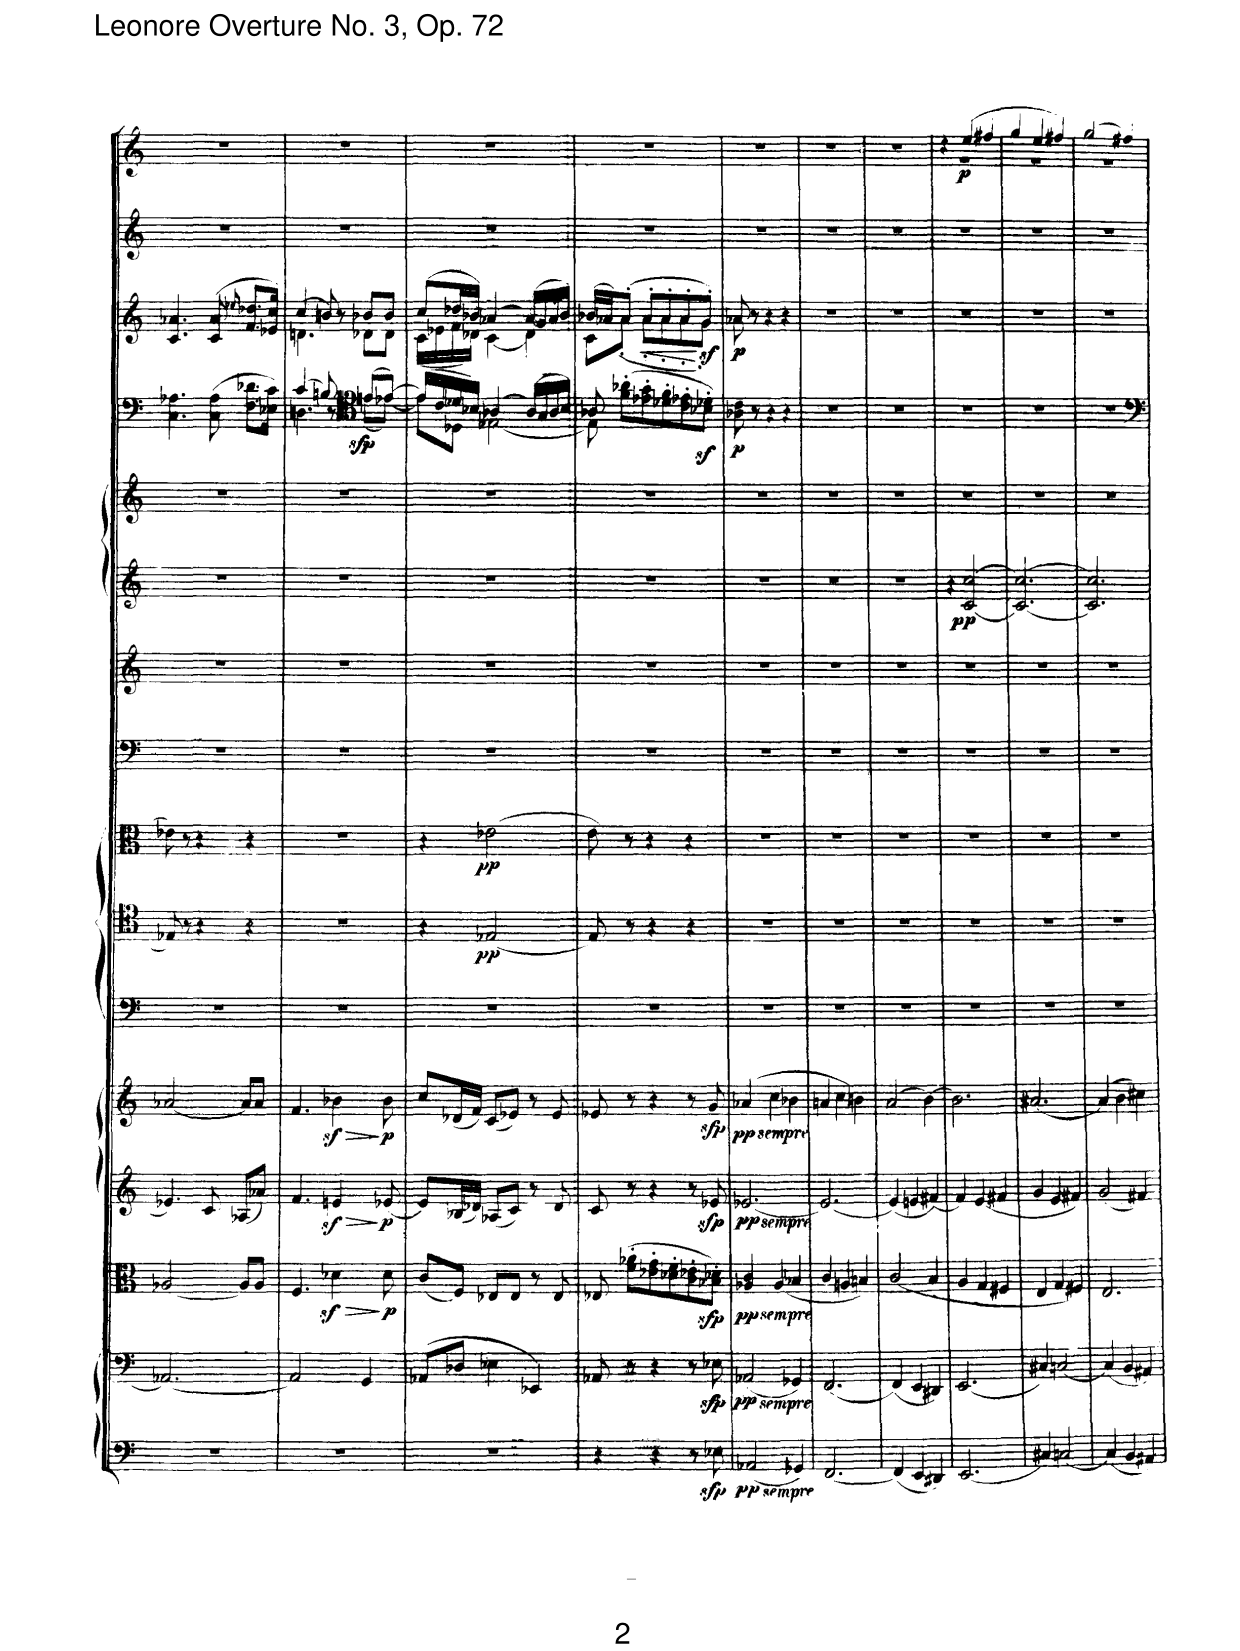 Leonore Overture No. 3, Op. 72
p
sf p
sfp sf p
pp
pp
pp
sf p sfp pp sempre
sf p sfp pp sempre
sf p sfp pp sempre
sfp pp sempre
sfp pp sempre
2